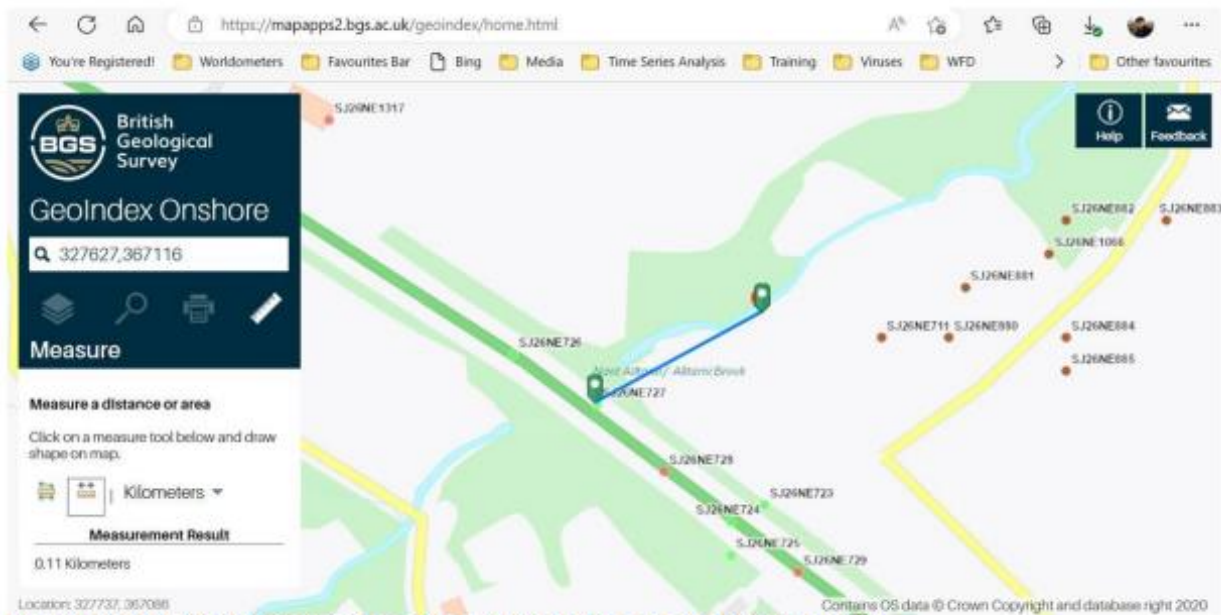 https://mapapps2.bgs.ac.uk/geoindex/home.html
You're Registered!
Worldometers
Favourites Bar
Bing
Media
Time Series Analysis
Training
Viruses
WFD
Other favourites
BGS
British
Geological
Survey
GeoIndex Onshore
327627,367116
Measure
Measure a distance or area
Click on a measure tool below and draw
shape on map.
Kilometers
Measurement Result
0.11 Kilometers
Location: 327737, 367086
Help
Feedback
SJ26NE1317
SJ26NE882
SJ26NE883
SJ26NE1066
SJ26NE881
SJ26NE711
SJ26NE880
SJ26NE884
SJ26NE885
SJ26NE726
Alltami Brook
SJ26NE727
SJ26NE728
SJ26NE723
SJ26NE724
SJ26NE725
SJ26NE729
Contains OS data © Crown Copyright and database right 2020